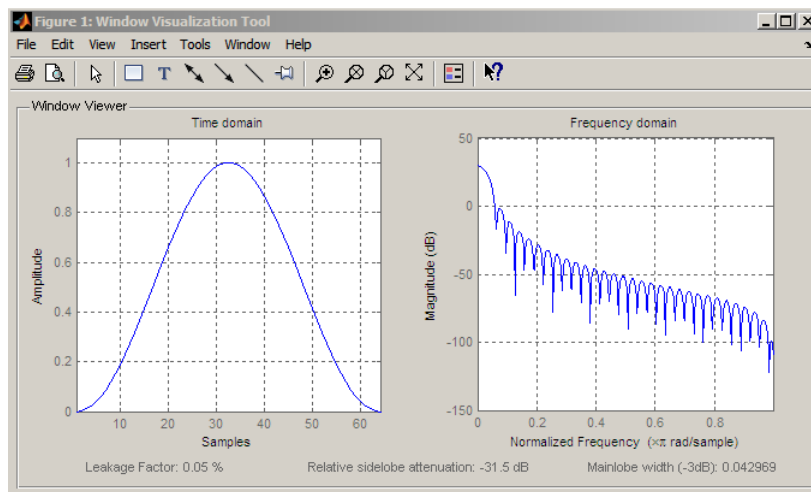 Figure 1: Window Visualization Tool
File Edit View Insert Tools Window Help
T
?
Window Viewer
Time domain
1
0.8
0.6
0.4
0.2
0
10 20 30 40 50 60
Amplitude
Samples
Frequency domain
50
0
-50
-100
-150
0 0.2 0.4 0.6 0.8
Magnitude (dB)
Normalized Frequency (×π rad/sample)
Leakage Factor: 0.05 %
Relative sidelobe attenuation: -31.5 dB
Mainlobe width (-3dB): 0.042969